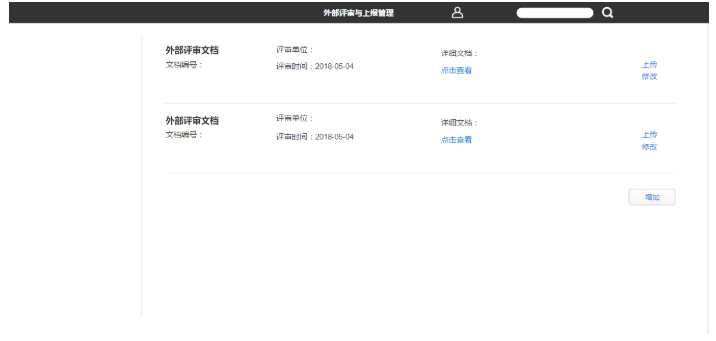 外部评审与上报管理
外部评审文档
文档编号：
评审单位：
评审时间：2018-05-04
详细文档：
点击查看
上传
修改
外部评审文档
文档编号：
评审单位：
评审时间：2018-05-04
详细文档：
点击查看
上传
修改
增加